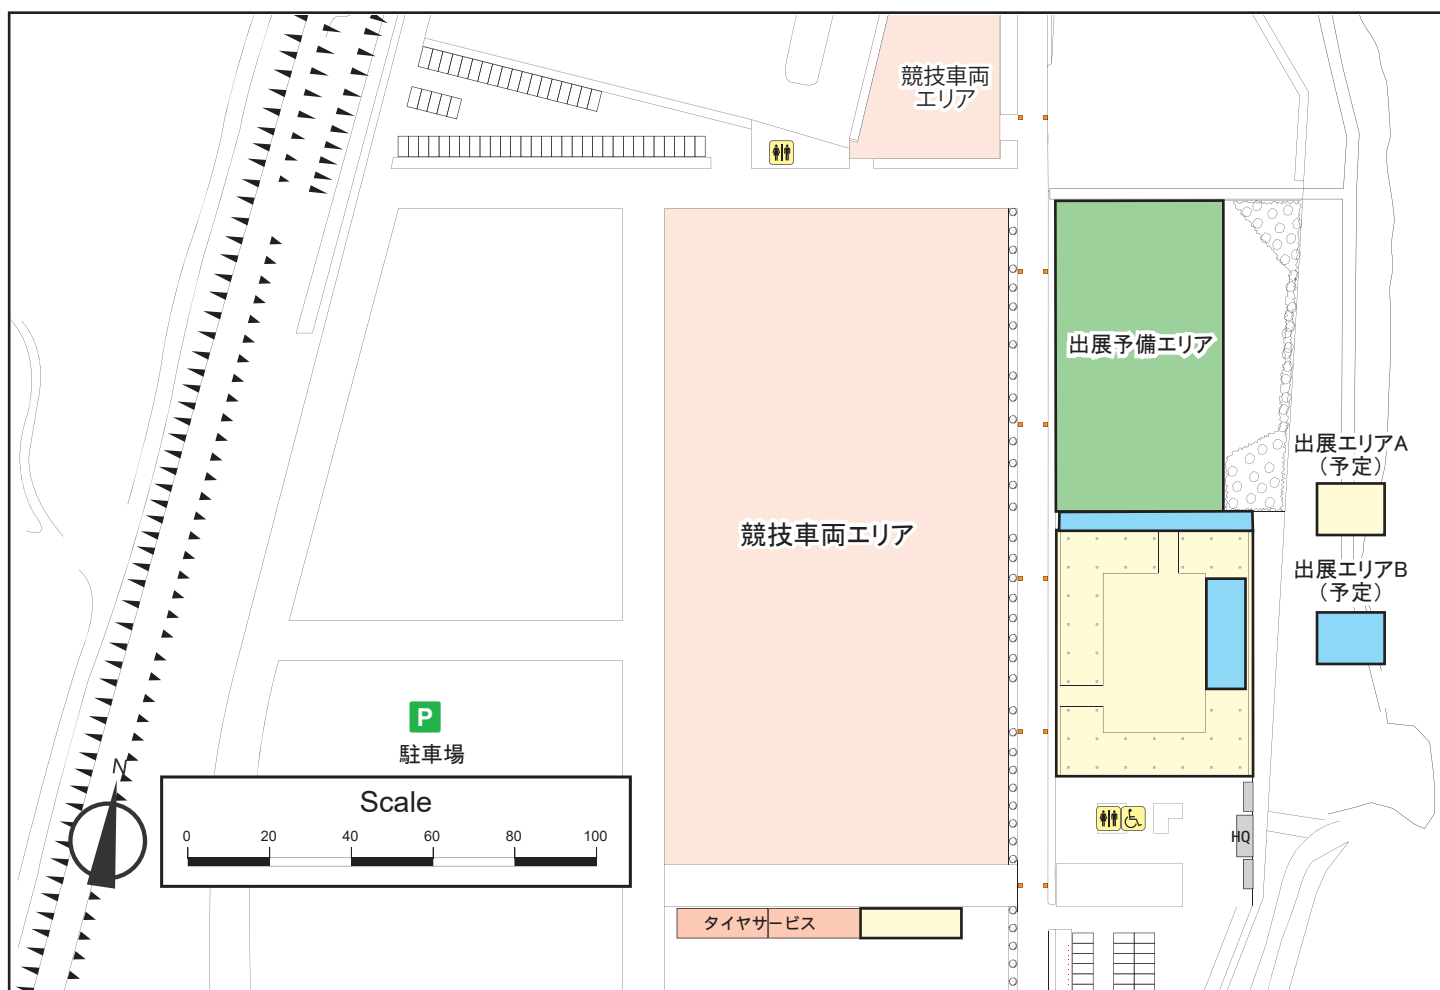 競技車両
エリア
出展予備エリア
出展エリアA
（予定）
競技車両エリア
出展エリアB
（予定）
P
駐車場
N
Scale
0 20 40 60 80 100
HQ
タイヤサービス